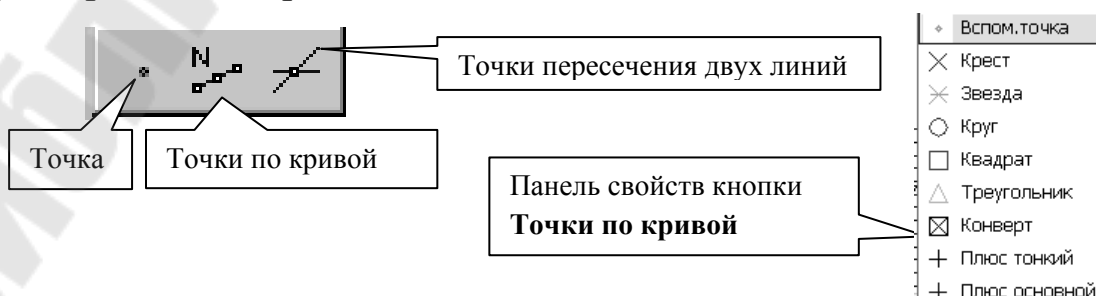 N
Точки пересечения двух линий
Точка
Точки по кривой
Панель свойств кнопки
Точки по кривой
Вспом.точка
Крест
Звезда
Круг
Квадрат
Треугольник
Конверт
Плюс тонкий
Плюс основной